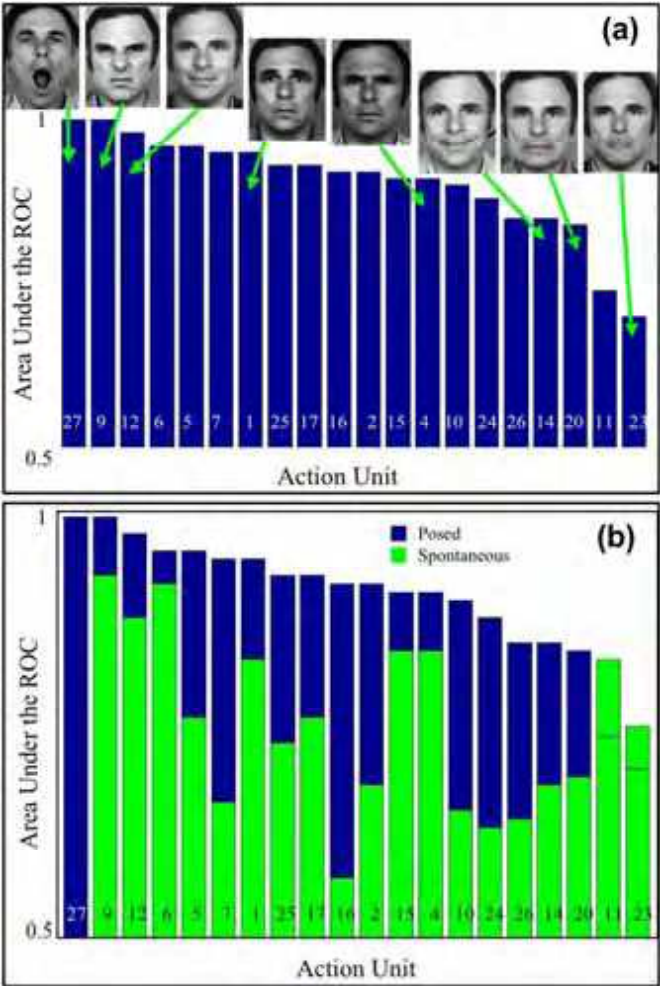 (a)
1
Area Under the ROC
27 9 12 6 5 7 1 25 17 16 2 15 4 10 24 26 14 20 11 23
0.5
Action Unit
1
(b)
Posed
Spontaneous
Area Under the ROC
27 9 12 6 5 7 1 25 17 16 2 15 4 10 24 26 14 20 11 23
0.5
Action Unit